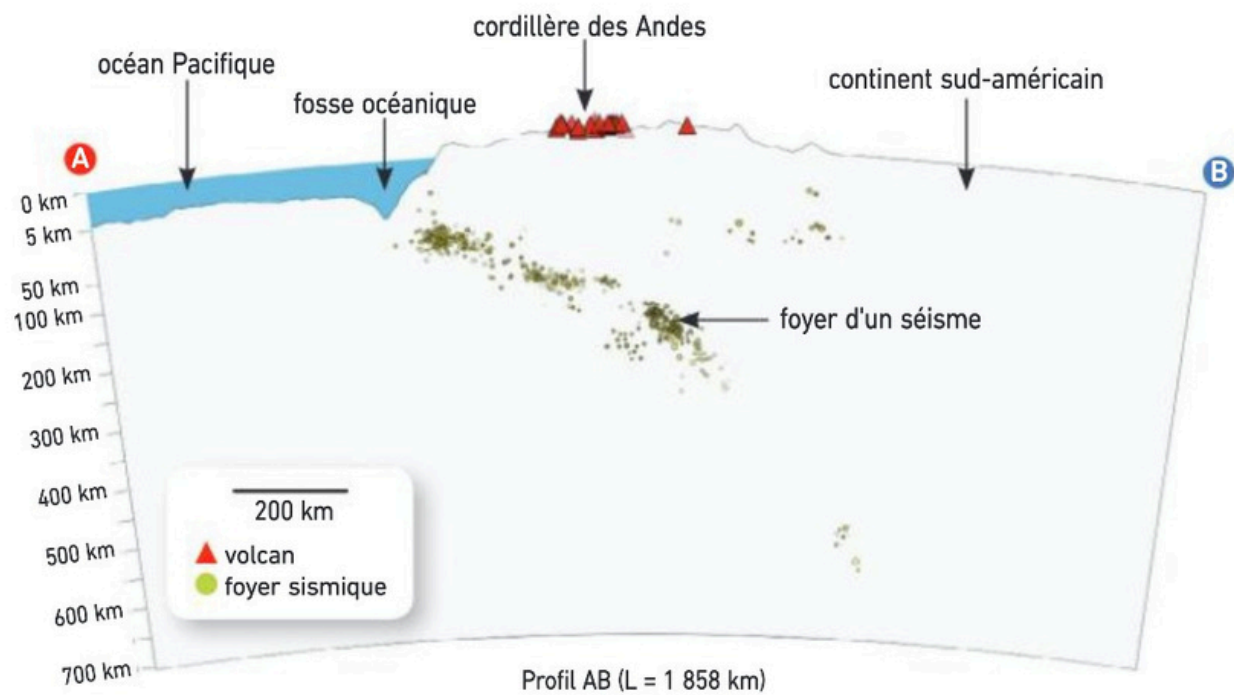 cordillère des Andes
océan Pacifique
fosse océanique
continent sud-américain
A
B
0 km
5 km
50 km
100 km
foyer d'un séisme
200 km
300 km
400 km
500 km
600 km
700 km
200 km
volcan
foyer sismique
Profil AB (L = 1 858 km)